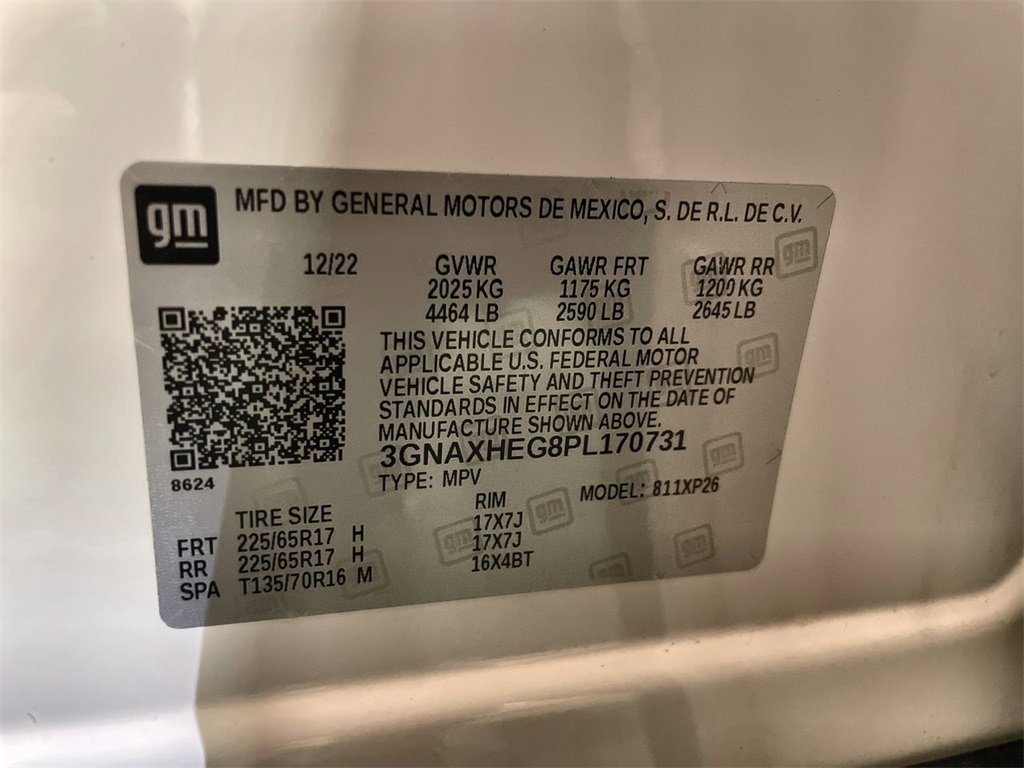 gm MFD BY GENERAL MOTORS DE MEXICO, S. DE R.L. DE C.V.
12/22 GVWR GAWR FRT GAWR RR
2025 KG 1175 KG 1200 KG
4464 LB 2590 LB 2645 LB
THIS VEHICLE CONFORMS TO ALL
APPLICABLE U.S. FEDERAL MOTOR
VEHICLE SAFETY AND THEFT PREVENTION
STANDARDS IN EFFECT ON THE DATE OF
MANUFACTURE SHOWN ABOVE.
3GNAXHEG8PL170731
8624 TYPE: MPV MODEL: 811XP26
TIRE SIZE RIM
FRT 225/65R17 H 17X7J
RR 225/65R17 H 17X7J
SPA T135/70R16 M 16X4BT